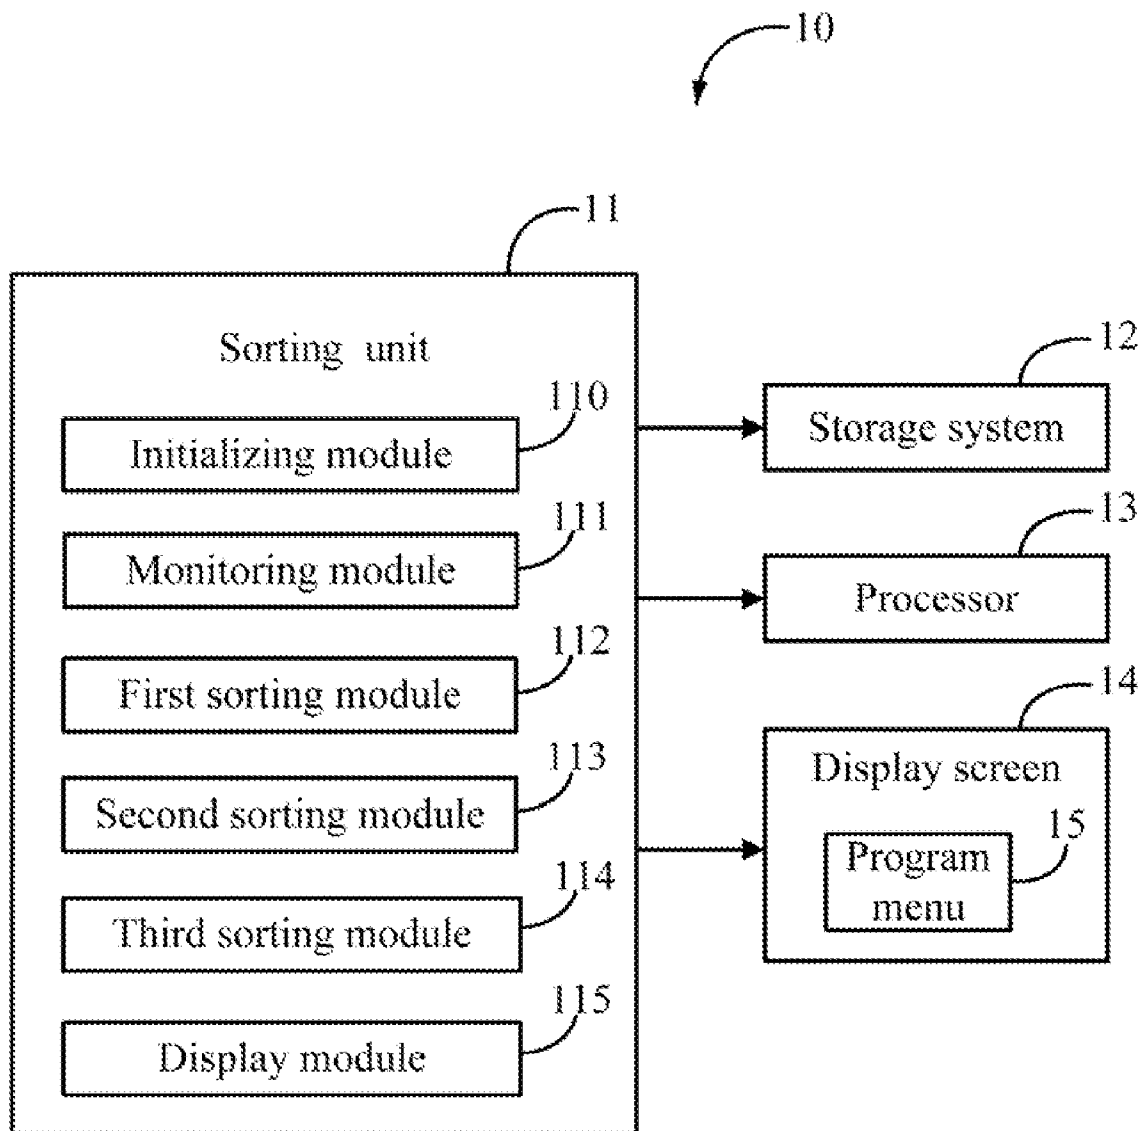 10
11
Sorting unit
110
Initializing module
111
Monitoring module
112
First sorting module
113
Second sorting module
114
Third sorting module
115
Display module
12
Storage system
13
Processor
14
Display screen
15
Program
menu